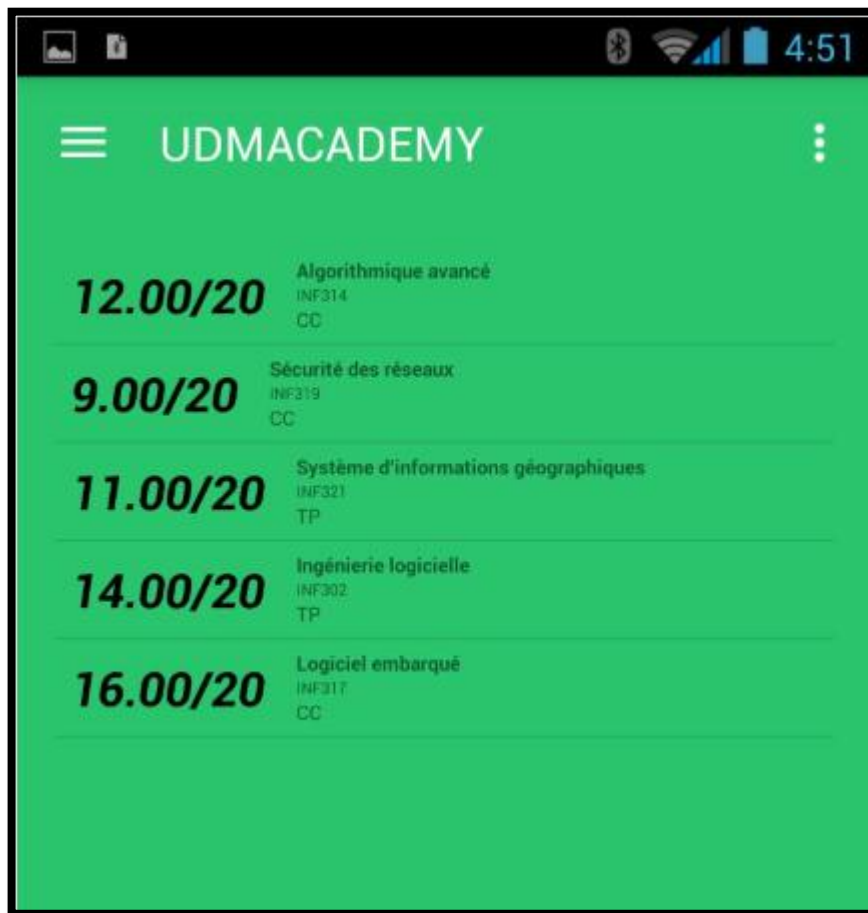 4:51
UDMACADEMY
12.00/20
Algorithmique avancé
INF314
CC
9.00/20
Sécurité des réseaux
INF319
CC
11.00/20
Système d'informations géographiques
INF321
TP
14.00/20
Ingénierie logicielle
INF302
TP
16.00/20
Logiciel embarqué
INF317
CC